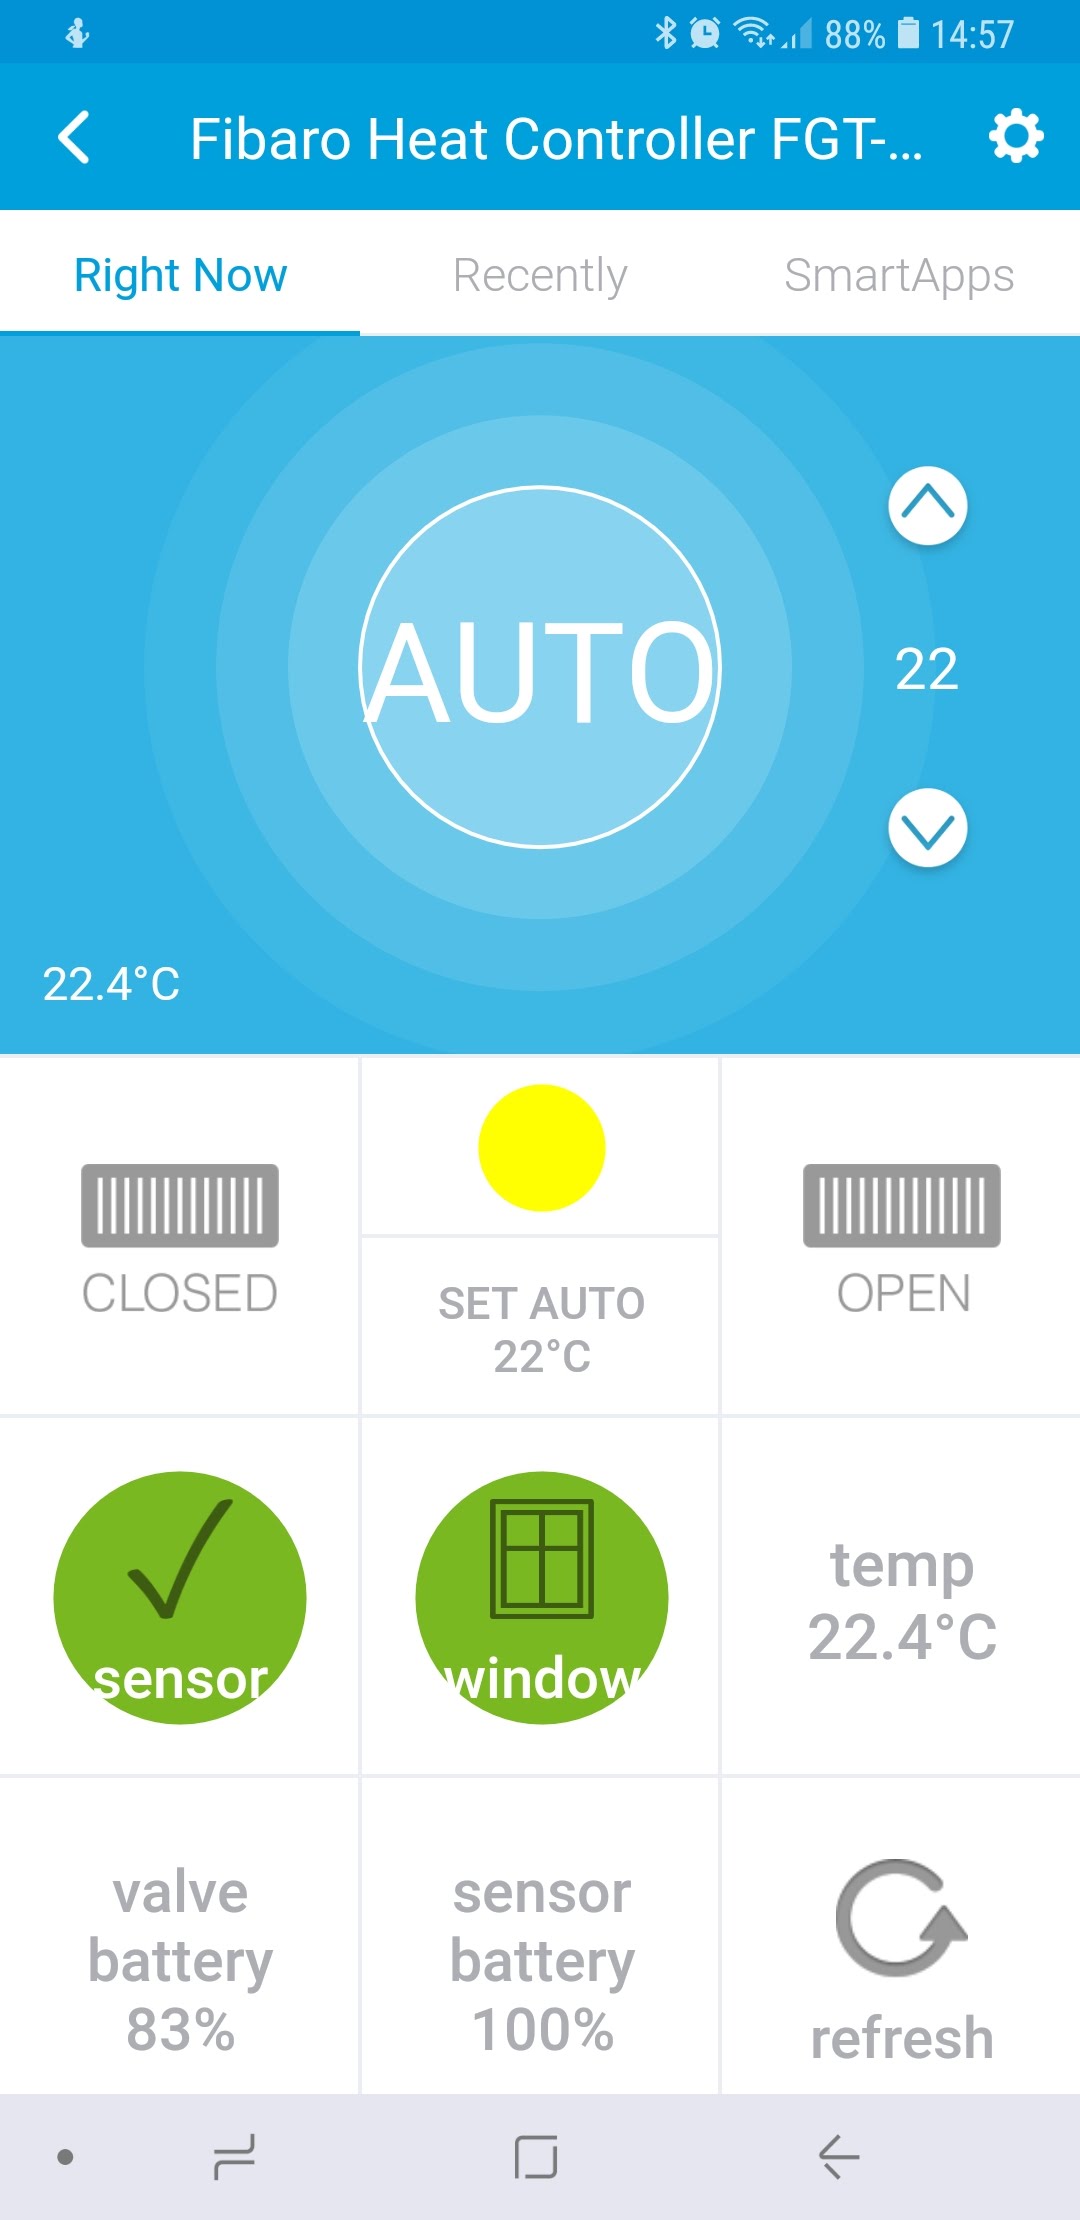 88% 14:57
Fibaro Heat Controller FGT-...
Right Now Recently SmartApps
AUTO
22
22.4°C
CLOSED
SET AUTO
22°C
OPEN
sensor
window
temp
22.4°C
valve
battery
83%
sensor
battery
100%
refresh